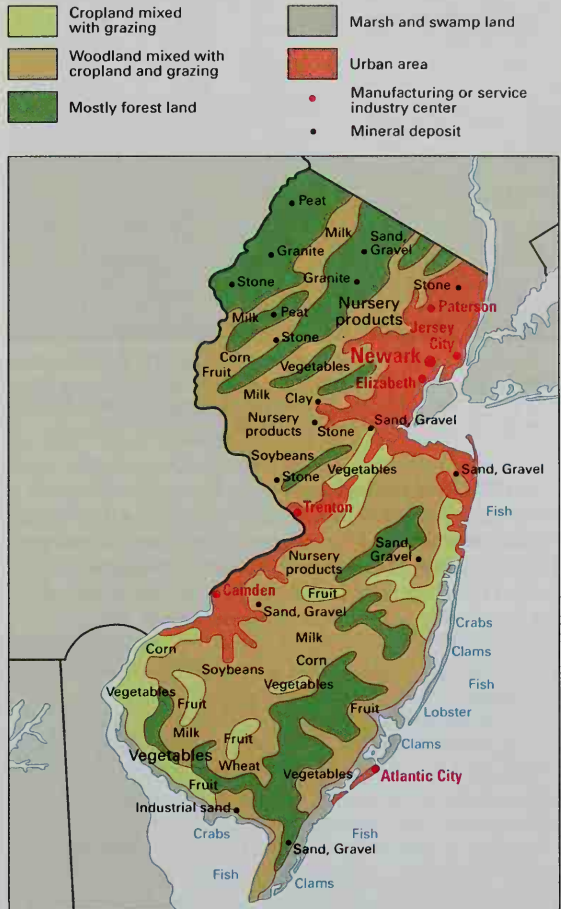 Cropland mixed
with grazing
Woodland mixed with
cropland and grazing
Mostly forest land
Marsh and swamp land
Urban area
Manufacturing or service
industry center
Mineral deposit
Peat
Milk
Sand,
Gravel
Granite
Stone
Granite
Stone
Nursery
products
Paterson
Milk
Peat
Jersey
City
Stone
Newark
Corn
Fruit
Vegetables
Elizabeth
Milk
Clay
Nursery
products
Stone
Sand, Gravel
Soybeans
Vegetables
Stone
Sand, Gravel
Trenton
Fish
Nursery
products
Sand,
Gravel
Camden
Fruit
Sand, Gravel
Milk
Crabs
Corn
Corn
Clams
Soybeans
Vegetables
Fish
Vegetables
Fruit
Fruit
Lobster
Milk
Fruit
Clams
Vegetables
Wheat
Vegetables
Atlantic City
Fruit
Industrial sand
Crabs
Fish
Sand, Gravel
Fish
Clams